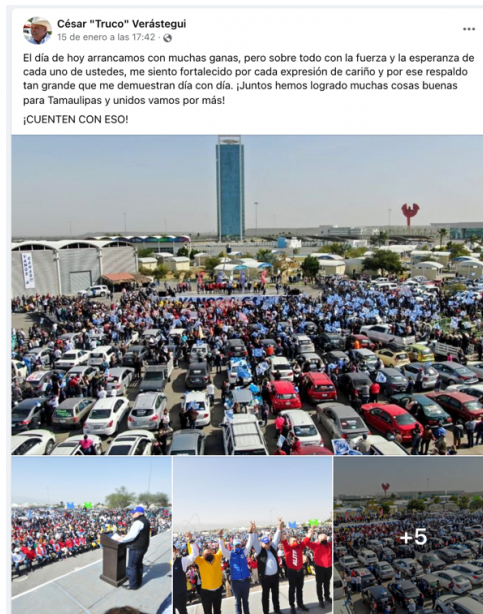 César "Truco" Verástegui
15 de enero a las 17:42 ·
El día de hoy arrancamos con muchas ganas, pero sobre todo con la fuerza y la esperanza de
cada uno de ustedes, me siento fortalecido por cada expresión de cariño y por ese respaldo
tan grande que me demuestran día con día. ¡Juntos hemos logrado muchas cosas buenas
para Tamaulipas y unidos vamos por más!
¡CUENTEN CON ESO!
+5